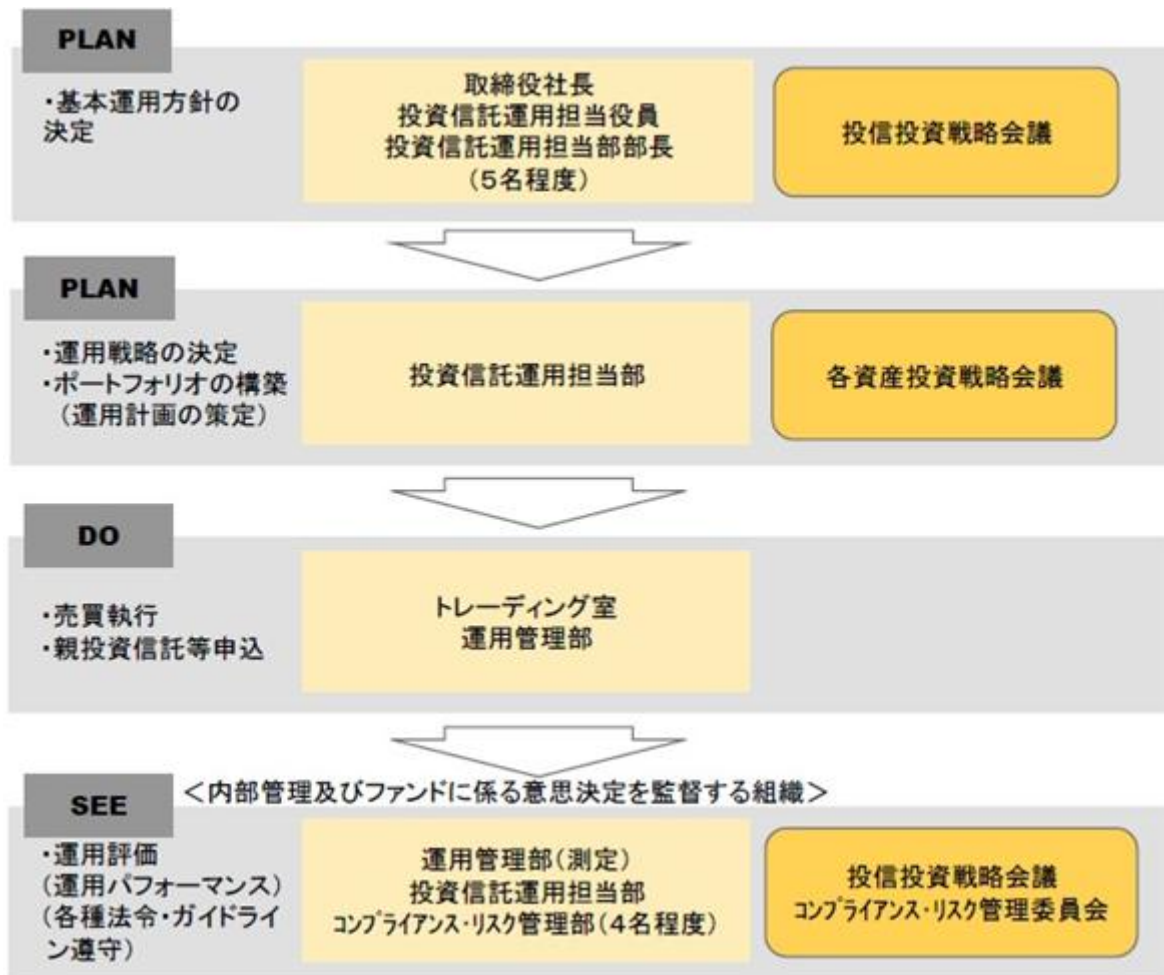 PLAN
・基本運用方針の
決定
取締役社長
投資信託運用担当役員
投資信託運用担当部部長
(5名程度)
投信投資戦略会議
PLAN
・運用戦略の決定
・ポートフォリオの構築
(運用計画の策定)
投資信託運用担当部
各資産投資戦略会議
DO
・売買執行
・親投資信託等申込
トレーディング室
運用管理部
SEE
<内部管理及びファンドに係る意思決定を監督する組織>
・運用評価
(運用パフォーマンス)
(各種法令・ガイドライ
ン遵守)
運用管理部(測定)
投資信託運用担当部
コンプライアンス・リスク管理部(4名程度)
投信投資戦略会議
コンプライアンス・リスク管理委員会